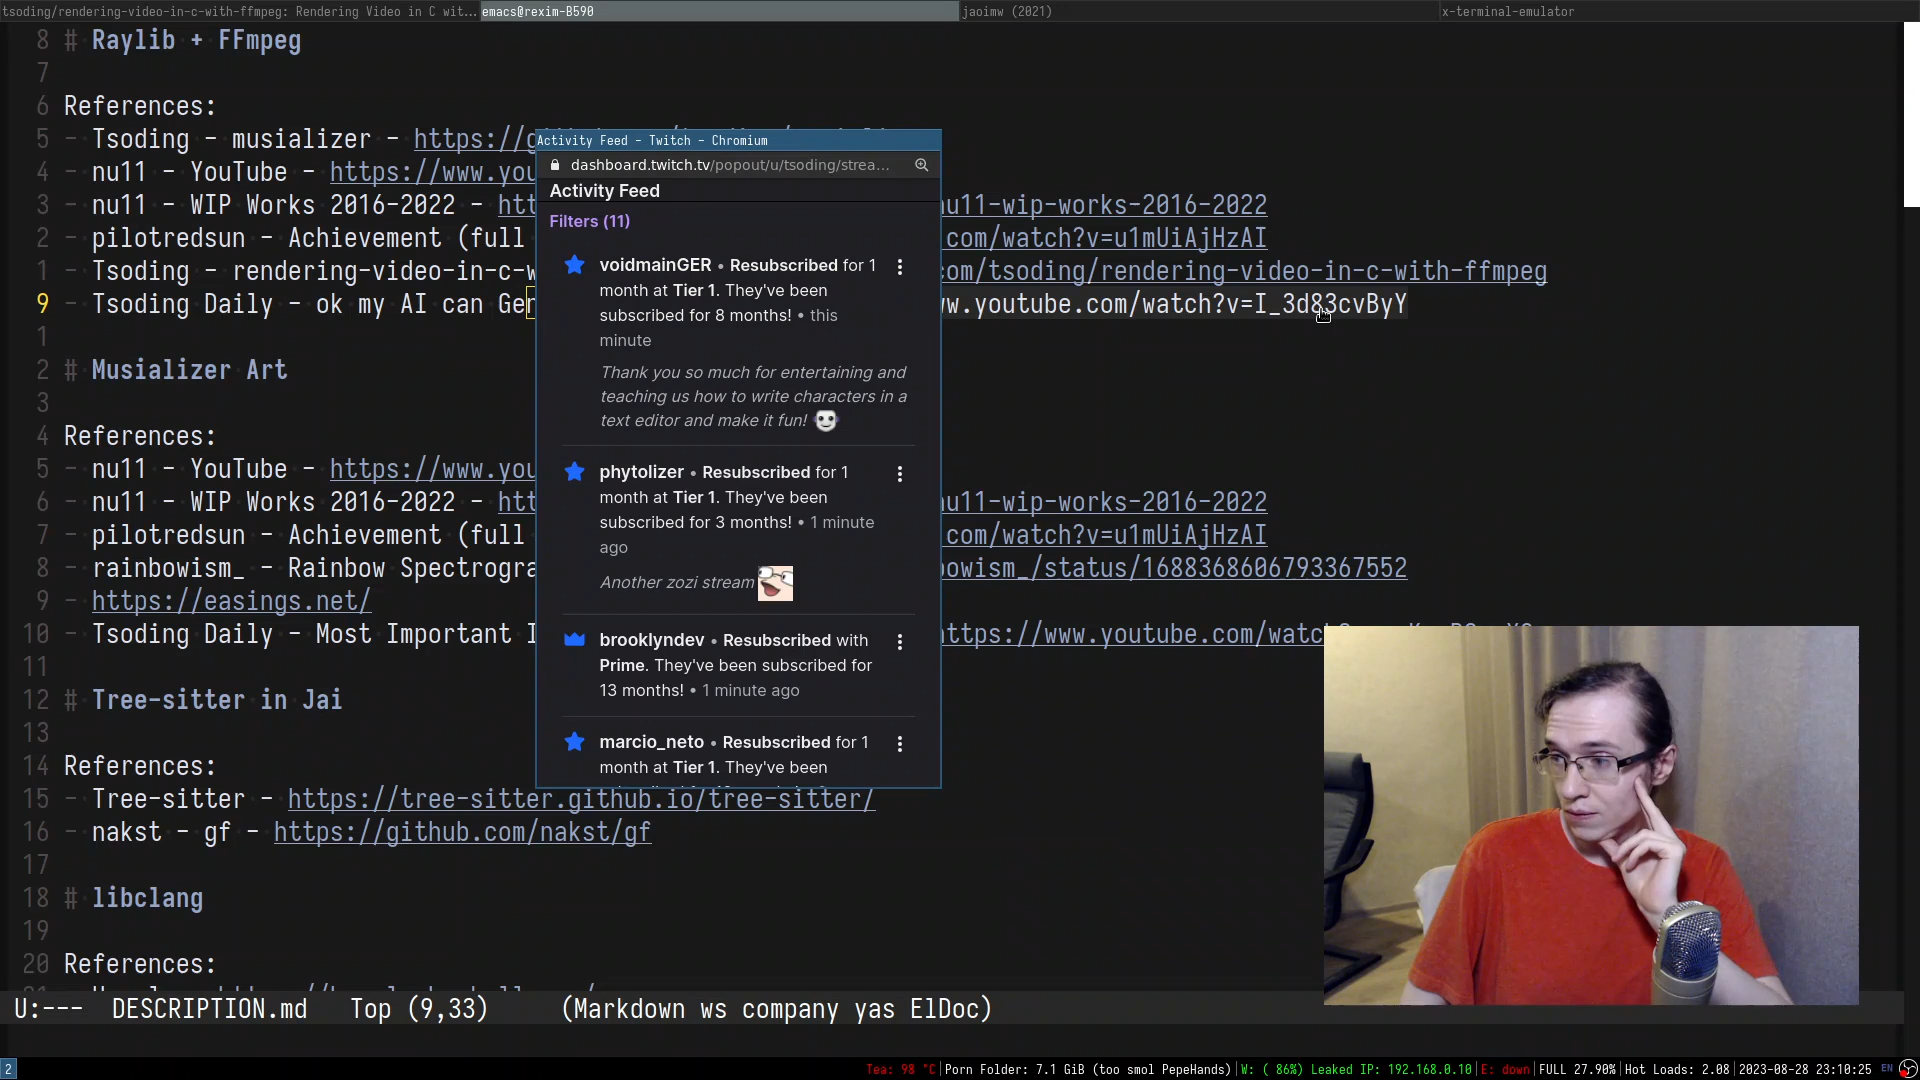 tsoding/rendering-video-in-c-with-ffmpeg: Rendering Video in C wit... emacs@rexim-B590 jaoimw (2021) x-terminal-emulator
8 # Raylib + FFmpeg
7
6 References:
5 - Tsoding - musializer - https://g
4 - nu11 - YouTube - https://www.you
3 - nu11 - WIP Works 2016-2022 - htt nu11-wip-works-2016-2022
2 - pilotredsun - Achievement (full com/watch?v=u1mUiAjHzAI
1 - Tsoding - rendering-video-in-c-w com/tsoding/rendering-video-in-c-with-ffmpeg
9 - Tsoding Daily - ok my AI can Ger w.youtube.com/watch?v=I_3d83cvByY
1
2 # Musializer Art
3
4 References:
5 - nu11 - YouTube - https://www.you
6 - nu11 - WIP Works 2016-2022 - htt nu11-wip-works-2016-2022
7 - pilotredsun - Achievement (full com/watch?v=u1mUiAjHzAI
8 - rainbowism_ - Rainbow Spectrogra owism_/status/1688368606793367552
9 - https://easings.net/
10 - Tsoding Daily - Most Important I ttps://www.youtube.com/watc
11
12 # Tree-sitter in Jai
13
14 References:
15 - Tree-sitter - https://tree-sitter.github.io/tree-sitter/
16 - nakst - gf - https://github.com/nakst/gf
17
18 # libclang
19
20 References:
Activity Feed - Twitch - Chromium
dashboard.twitch.tv/popout/u/tsoding/strea...
Activity Feed
Filters (11)
voidmainGER • Resubscribed for 1
month at Tier 1. They've been
subscribed for 8 months! • this
minute
Thank you so much for entertaining and
teaching us how to write characters in a
text editor and make it fun!
phytolizer • Resubscribed for 1
month at Tier 1. They've been
subscribed for 3 months! • 1 minute
ago
Another zozi stream
brooklyndev • Resubscribed with
Prime. They've been subscribed for
13 months! • 1 minute ago
marcio_neto • Resubscribed for 1
month at Tier 1. They've been
U:--- DESCRIPTION.md Top (9,33) (Markdown ws company yas ElDoc)
2 Tea: 98 °C|Porn Folder: 7.1 GiB (too smol PepeHands)|W: ( 86%) Leaked IP: 192.168.0.10|E: down|FULL 27.90%|Hot Loads: 2.08|2023-08-28 23:10:25 EN